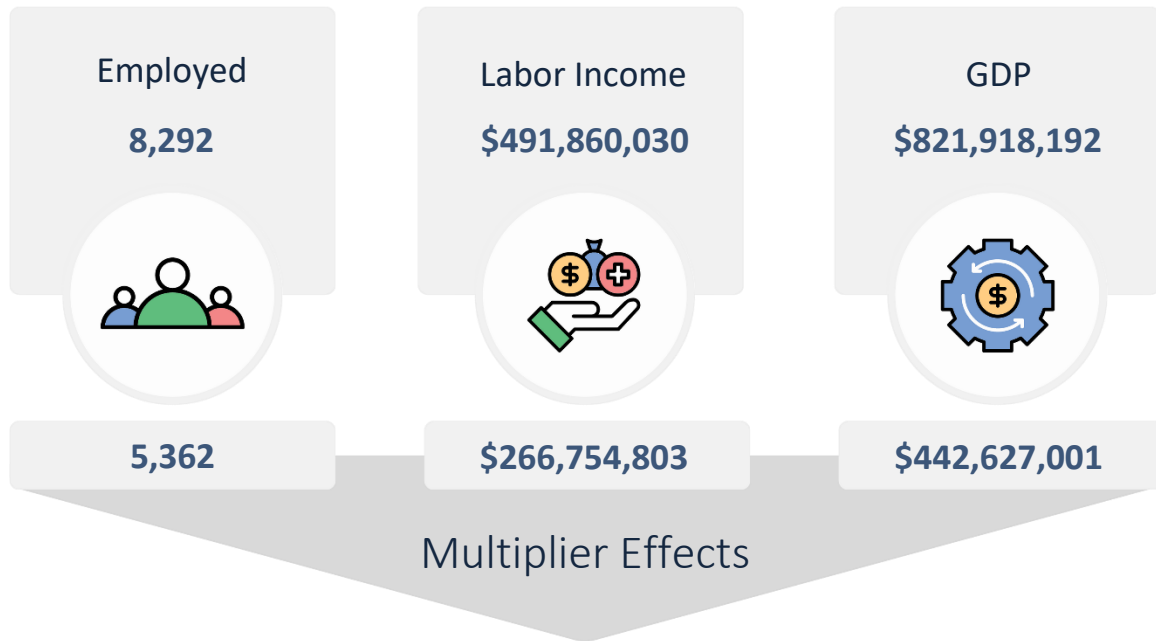 Employed
8,292
Labor Income
$491,860,030
GDP
$821,918,192
$
$
5,362
$266,754,803
$442,627,001
Multiplier Effects